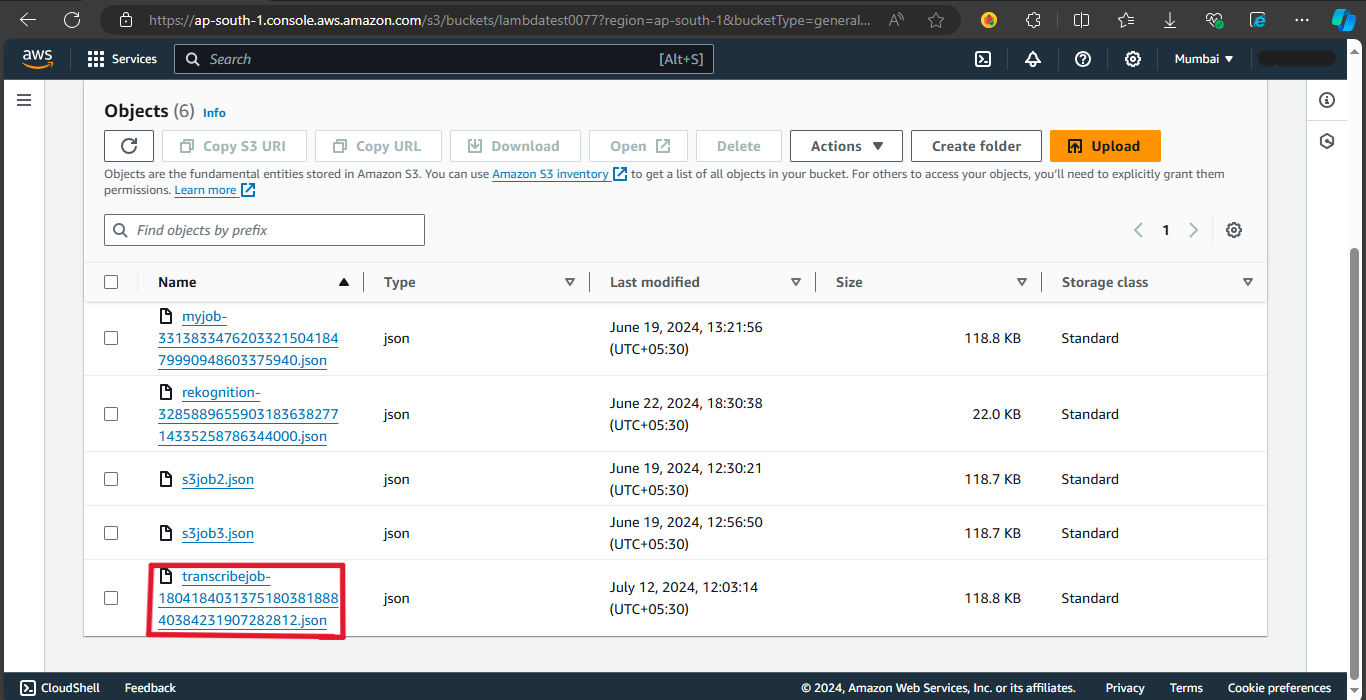 https://ap-south-1.console.aws.amazon.com/s3/buckets/lambdatest0077?region=ap-south-1&bucketType=general...
aws Services Search [Alt+S] Mumbai
Objects (6) Info
Copy S3 URI Copy URL Download Open Delete Actions Create folder Upload
Objects are the fundamental entities stored in Amazon S3. You can use Amazon S3 inventory to get a list of all objects in your bucket. For others to access your objects, you'll need to explicitly grant them
permissions. Learn more
Find objects by prefix 1
Name Type Last modified Size Storage class
myjob-
3313833476203321504184
79990948603375940.json
json
June 19, 2024, 13:21:56
(UTC+05:30)
118.8 KB
Standard
rekognition-
3285889655903183638277
14335258786344000.json
json
June 22, 2024, 18:30:38
(UTC+05:30)
22.0 KB
Standard
s3job2.json
json
June 19, 2024, 12:30:21
(UTC+05:30)
118.7 KB
Standard
s3job3.json
json
June 19, 2024, 12:56:50
(UTC+05:30)
118.7 KB
Standard
transcribejob-
1804184031375180381888
40384231907282812.json
json
July 12, 2024, 12:03:14
(UTC+05:30)
118.8 KB
Standard
CloudShell Feedback © 2024, Amazon Web Services, Inc. or its affiliates. Privacy Terms Cookie preferences